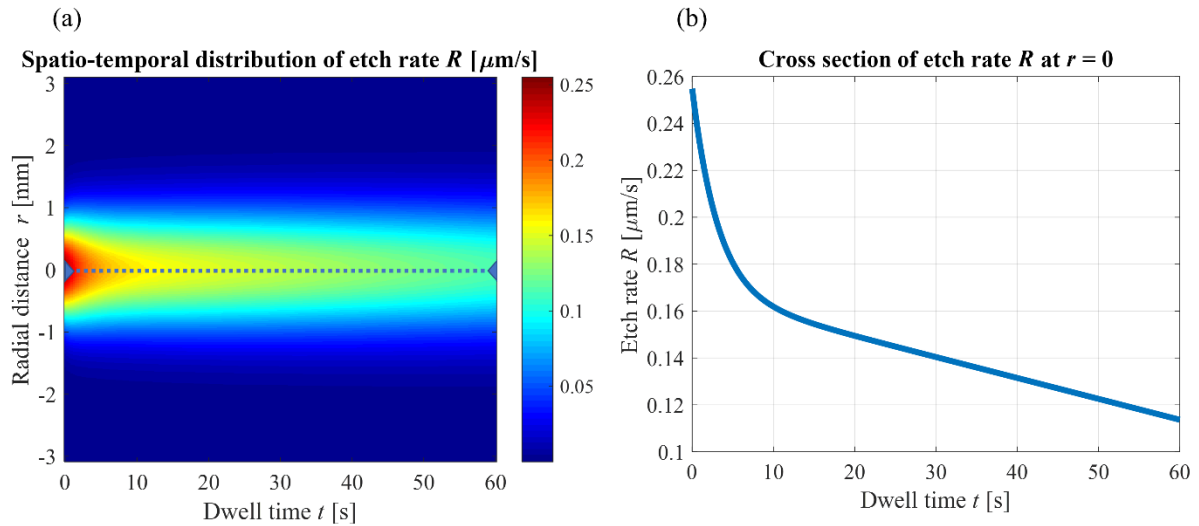 (a)
Spatio-temporal distribution of etch rate R [μm/s]
3
2
1
0
-1
-2
-3
Radial distance r [mm]
0 10 20 30 40 50 60
Dwell time t [s]
0.25
0.2
0.15
0.1
0.05
(b)
Cross section of etch rate R at r = 0
0.26
0.24
0.22
0.2
0.18
0.16
0.14
0.12
0.1
Etch rate R [μm/s]
0 10 20 30 40 50 60
Dwell time t [s]